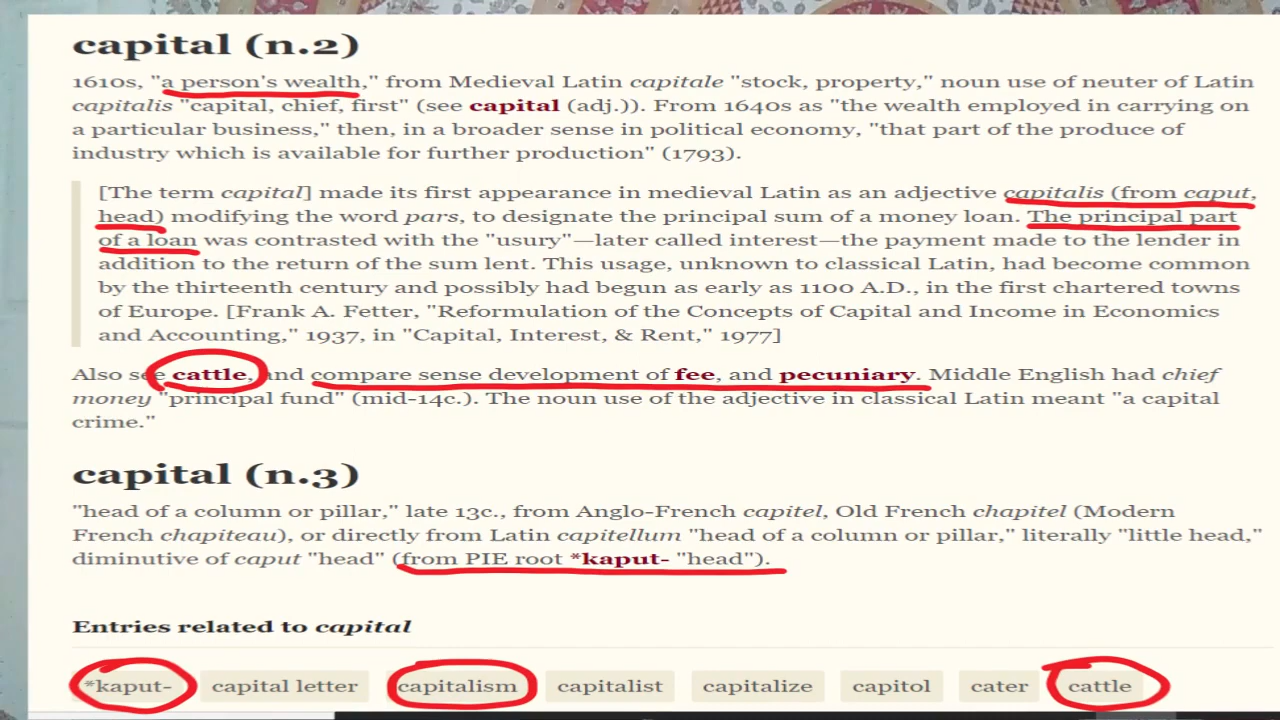 capital (n.2)
1610s, "a person's wealth," from Medieval Latin capitale "stock, property," noun use of neuter of Latin
capitalis "capital, chief, first" (see capital (adj.)). From 1640s as "the wealth employed in carrying on
a particular business," then, in a broader sense in political economy, "that part of the produce of
industry which is available for further production" (1793).
[The term capital] made its first appearance in medieval Latin as an adjective capitalis (from caput,
head) modifying the word pars, to designate the principal sum of a money loan. The principal part
of a loan was contrasted with the "usury"—later called interest—the payment made to the lender in
addition to the return of the sum lent. This usage, unknown to classical Latin, had become common
by the thirteenth century and possibly had begun as early as 1100 A.D., in the first chartered towns
of Europe. [Frank A. Fetter, "Reformulation of the Concepts of Capital and Income in Economics
and Accounting," 1937, in "Capital, Interest, & Rent," 1977]
Also see cattle, and compare sense development of fee, and pecuniary. Middle English had chief
money "principal fund" (mid-14c.). The noun use of the adjective in classical Latin meant "a capital
crime."
capital (n.3)
"head of a column or pillar," late 13c., from Anglo-French capitel, Old French chapitel (Modern
French chapiteau), or directly from Latin capitellum "head of a column or pillar," literally "little head,"
diminutive of caput "head" (from PIE root *kaput- "head").
Entries related to capital
*kaput- capital letter capitalism capitalist capitalize capitol cater cattle